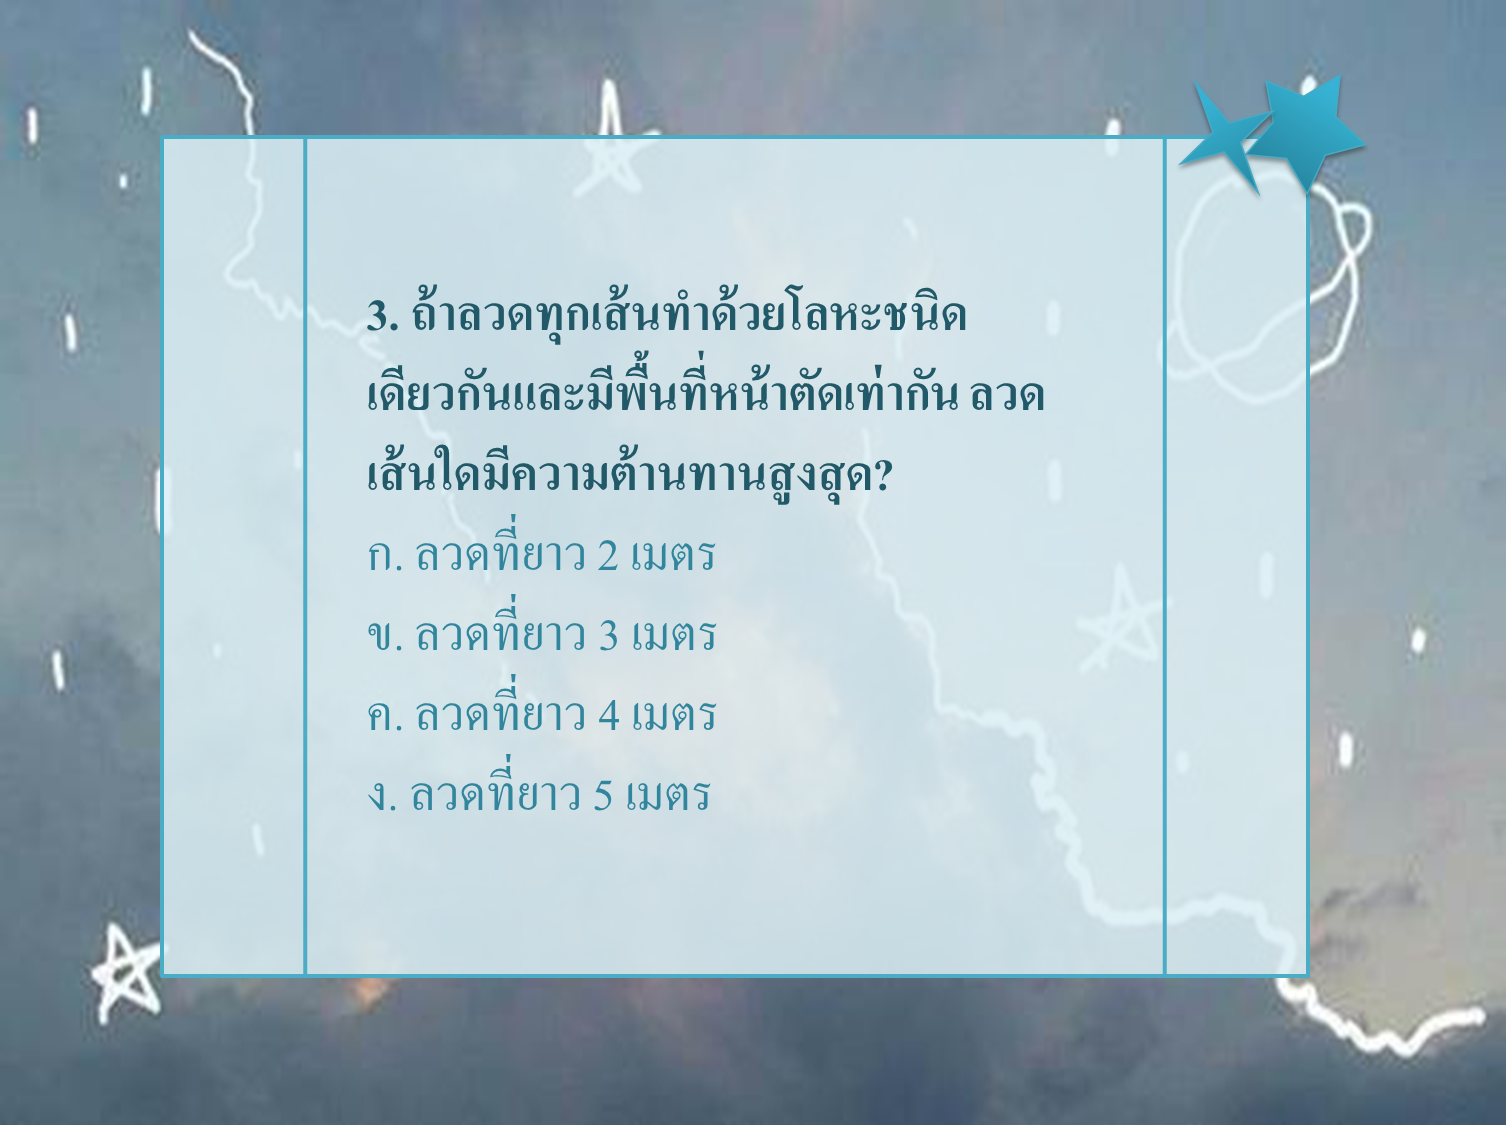 3. ถ้าลวดทุกเส้นทำด้วยโลหะชนิด
เดียวกันและมีพื้นที่หน้าตัดเท่ากัน ลวด
เส้นใดมีความต้านทานสูงสุด?
ก. ลวดที่ยาว 2 เมตร
ข. ลวดที่ยาว 3 เมตร
ค. ลวดที่ยาว 4 เมตร
ง. ลวดที่ยาว 5 เมตร